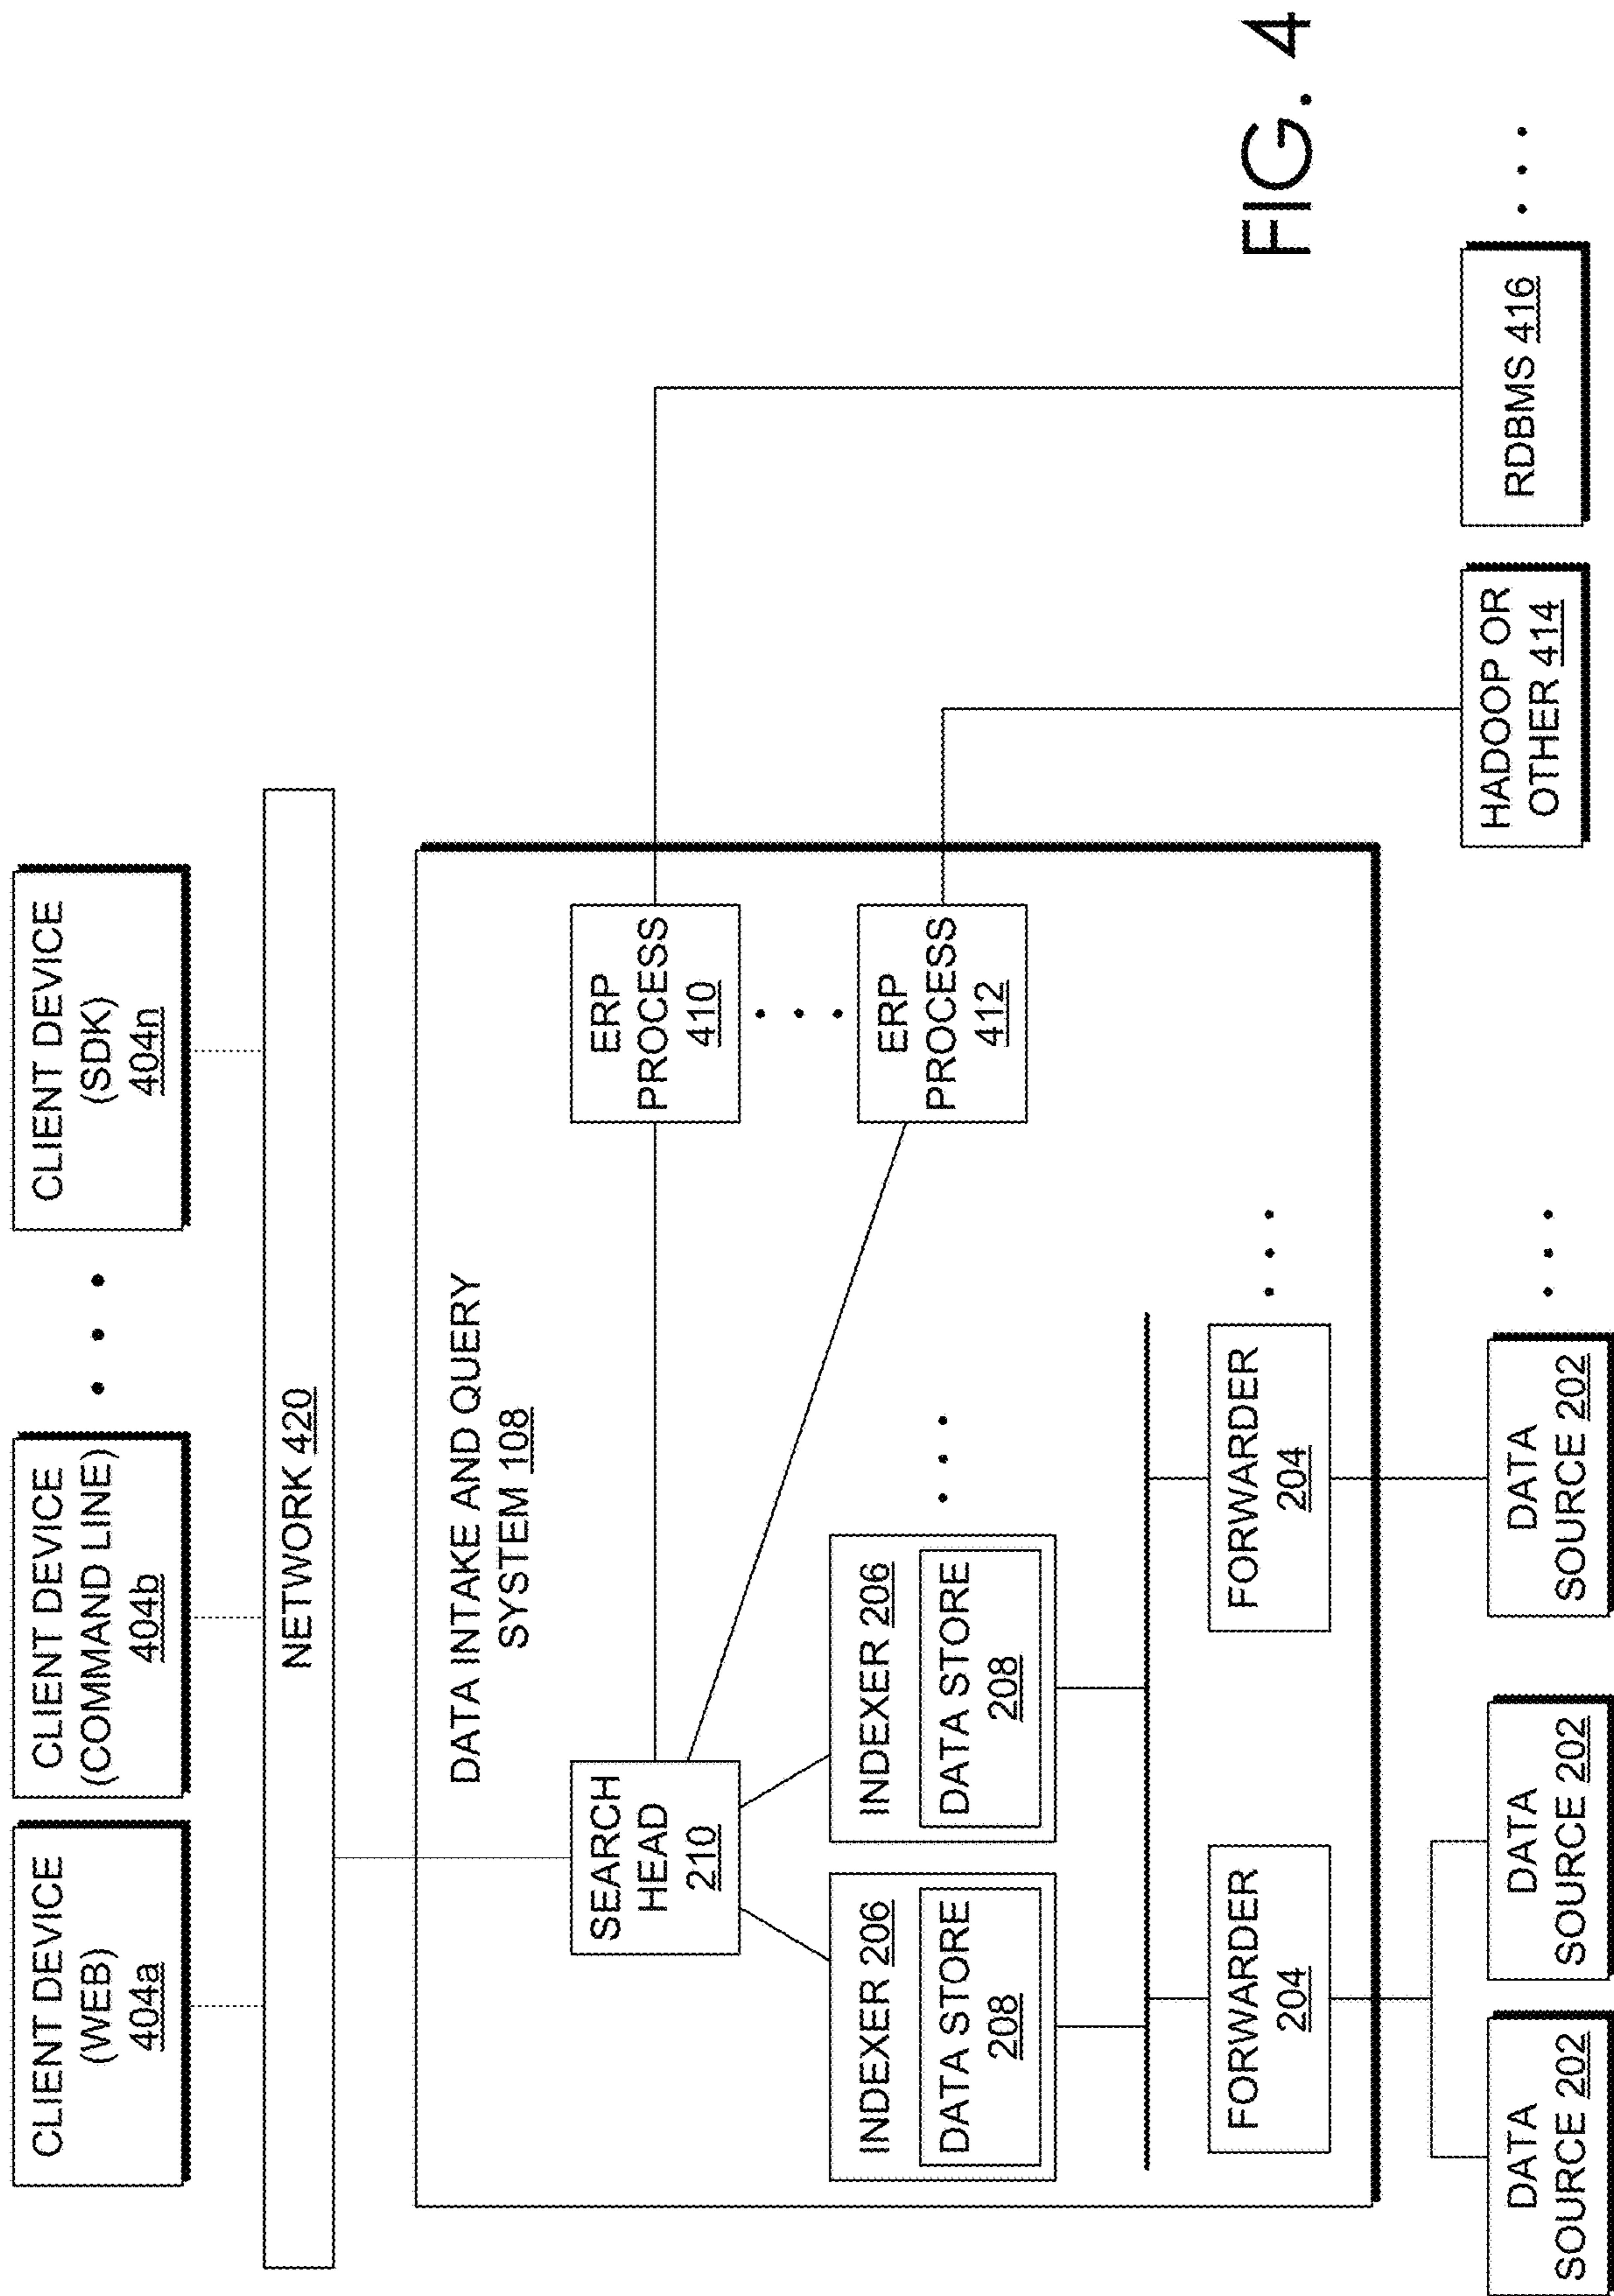 CLIENT DEVICE
(WEB)
404a
CLIENT DEVICE
(COMMAND LINE)
404b
CLIENT DEVICE
(SDK)
404n
NETWORK 420
DATA INTAKE AND QUERY
SYSTEM 108
SEARCH
HEAD
210
ERP
PROCESS
410
ERP
PROCESS
412
INDEXER 206
DATA STORE
208
INDEXER 206
DATA STORE
208
FORWARDER
204
FORWARDER
204
DATA
SOURCE 202
DATA
SOURCE 202
DATA
SOURCE 202
HADOOP OR
OTHER 414
RDBMS 416
FIG. 4